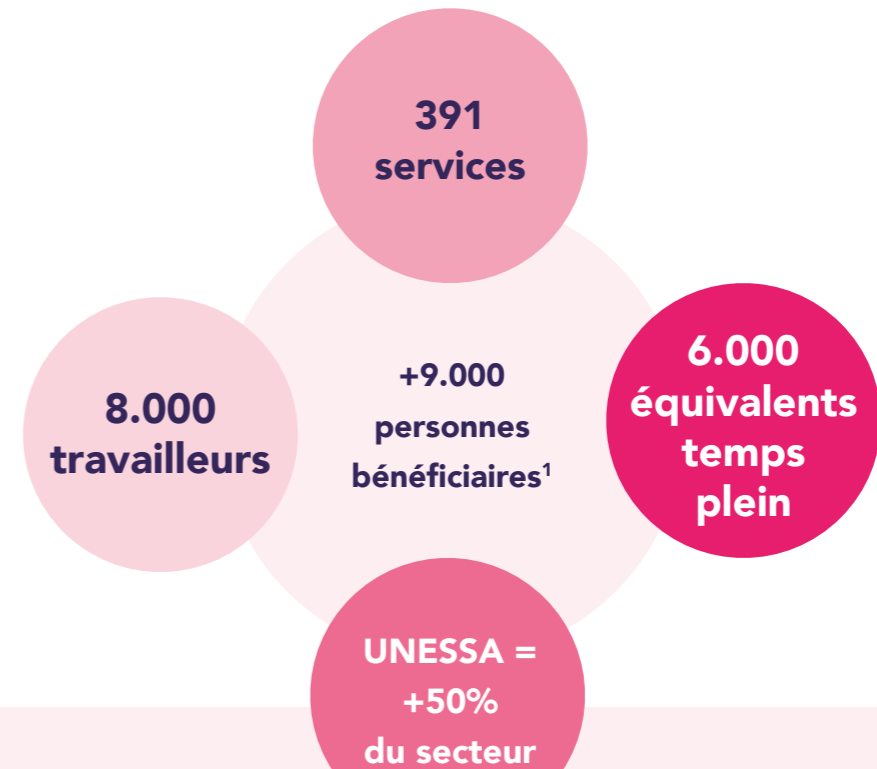 391
services
8.000
travailleurs
+9.000
personnes
bénéficiaires¹
6.000
équivalents
temps
plein
UNESSA =
+50%
du secteur